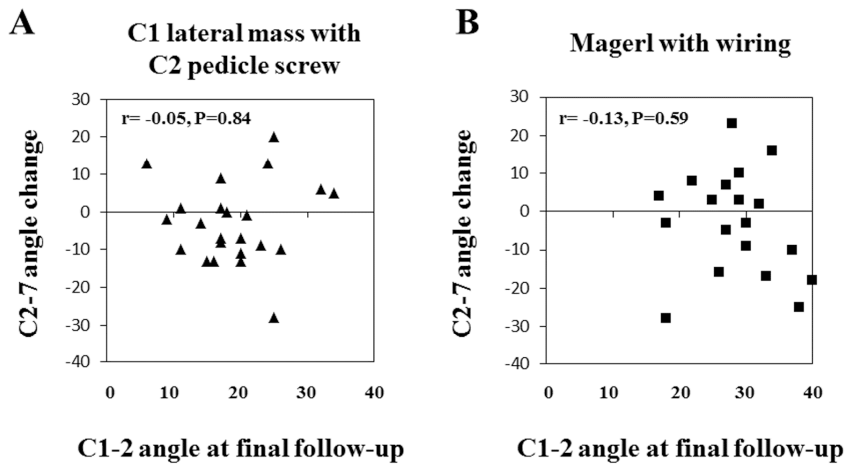 A
C1 lateral mass with
C2 pedicle screw
r= -0.05, P=0.84
C2-7 angle change
30
20
10
0
-10
-20
-30
-40
0 10 20 30 40
C1-2 angle at final follow-up
B
Magerl with wiring
r= -0.13, P=0.59
C2-7 angle change
30
20
10
0
-10
-20
-30
-40
0 10 20 30 40
C1-2 angle at final follow-up